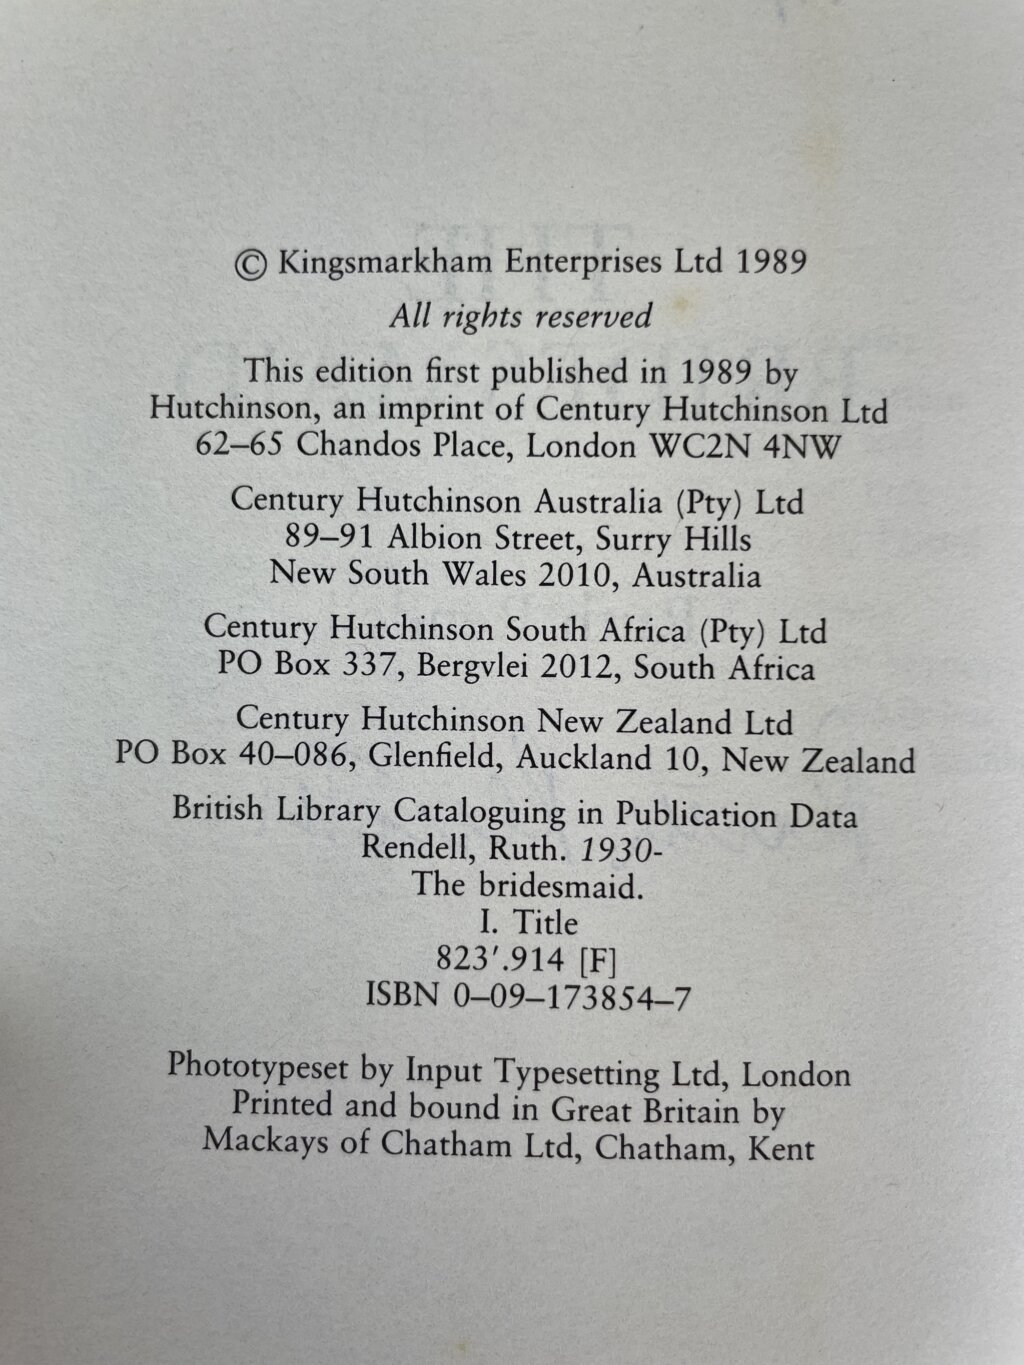 © Kingsmarkham Enterprises Ltd 1989
All rights reserved
This edition first published in 1989 by
Hutchinson, an imprint of Century Hutchinson Ltd
62–65 Chandos Place, London WC2N 4NW
Century Hutchinson Australia (Pty) Ltd
89–91 Albion Street, Surry Hills
New South Wales 2010, Australia
Century Hutchinson South Africa (Pty) Ltd
PO Box 337, Bergvlei 2012, South Africa
Century Hutchinson New Zealand Ltd
PO Box 40–086, Glenfield, Auckland 10, New Zealand
British Library Cataloguing in Publication Data
Rendell, Ruth. 1930-
The bridesmaid.
I. Title
823′.914 [F]
ISBN 0–09–173854–7
Phototypeset by Input Typesetting Ltd, London
Printed and bound in Great Britain by
Mackays of Chatham Ltd, Chatham, Kent